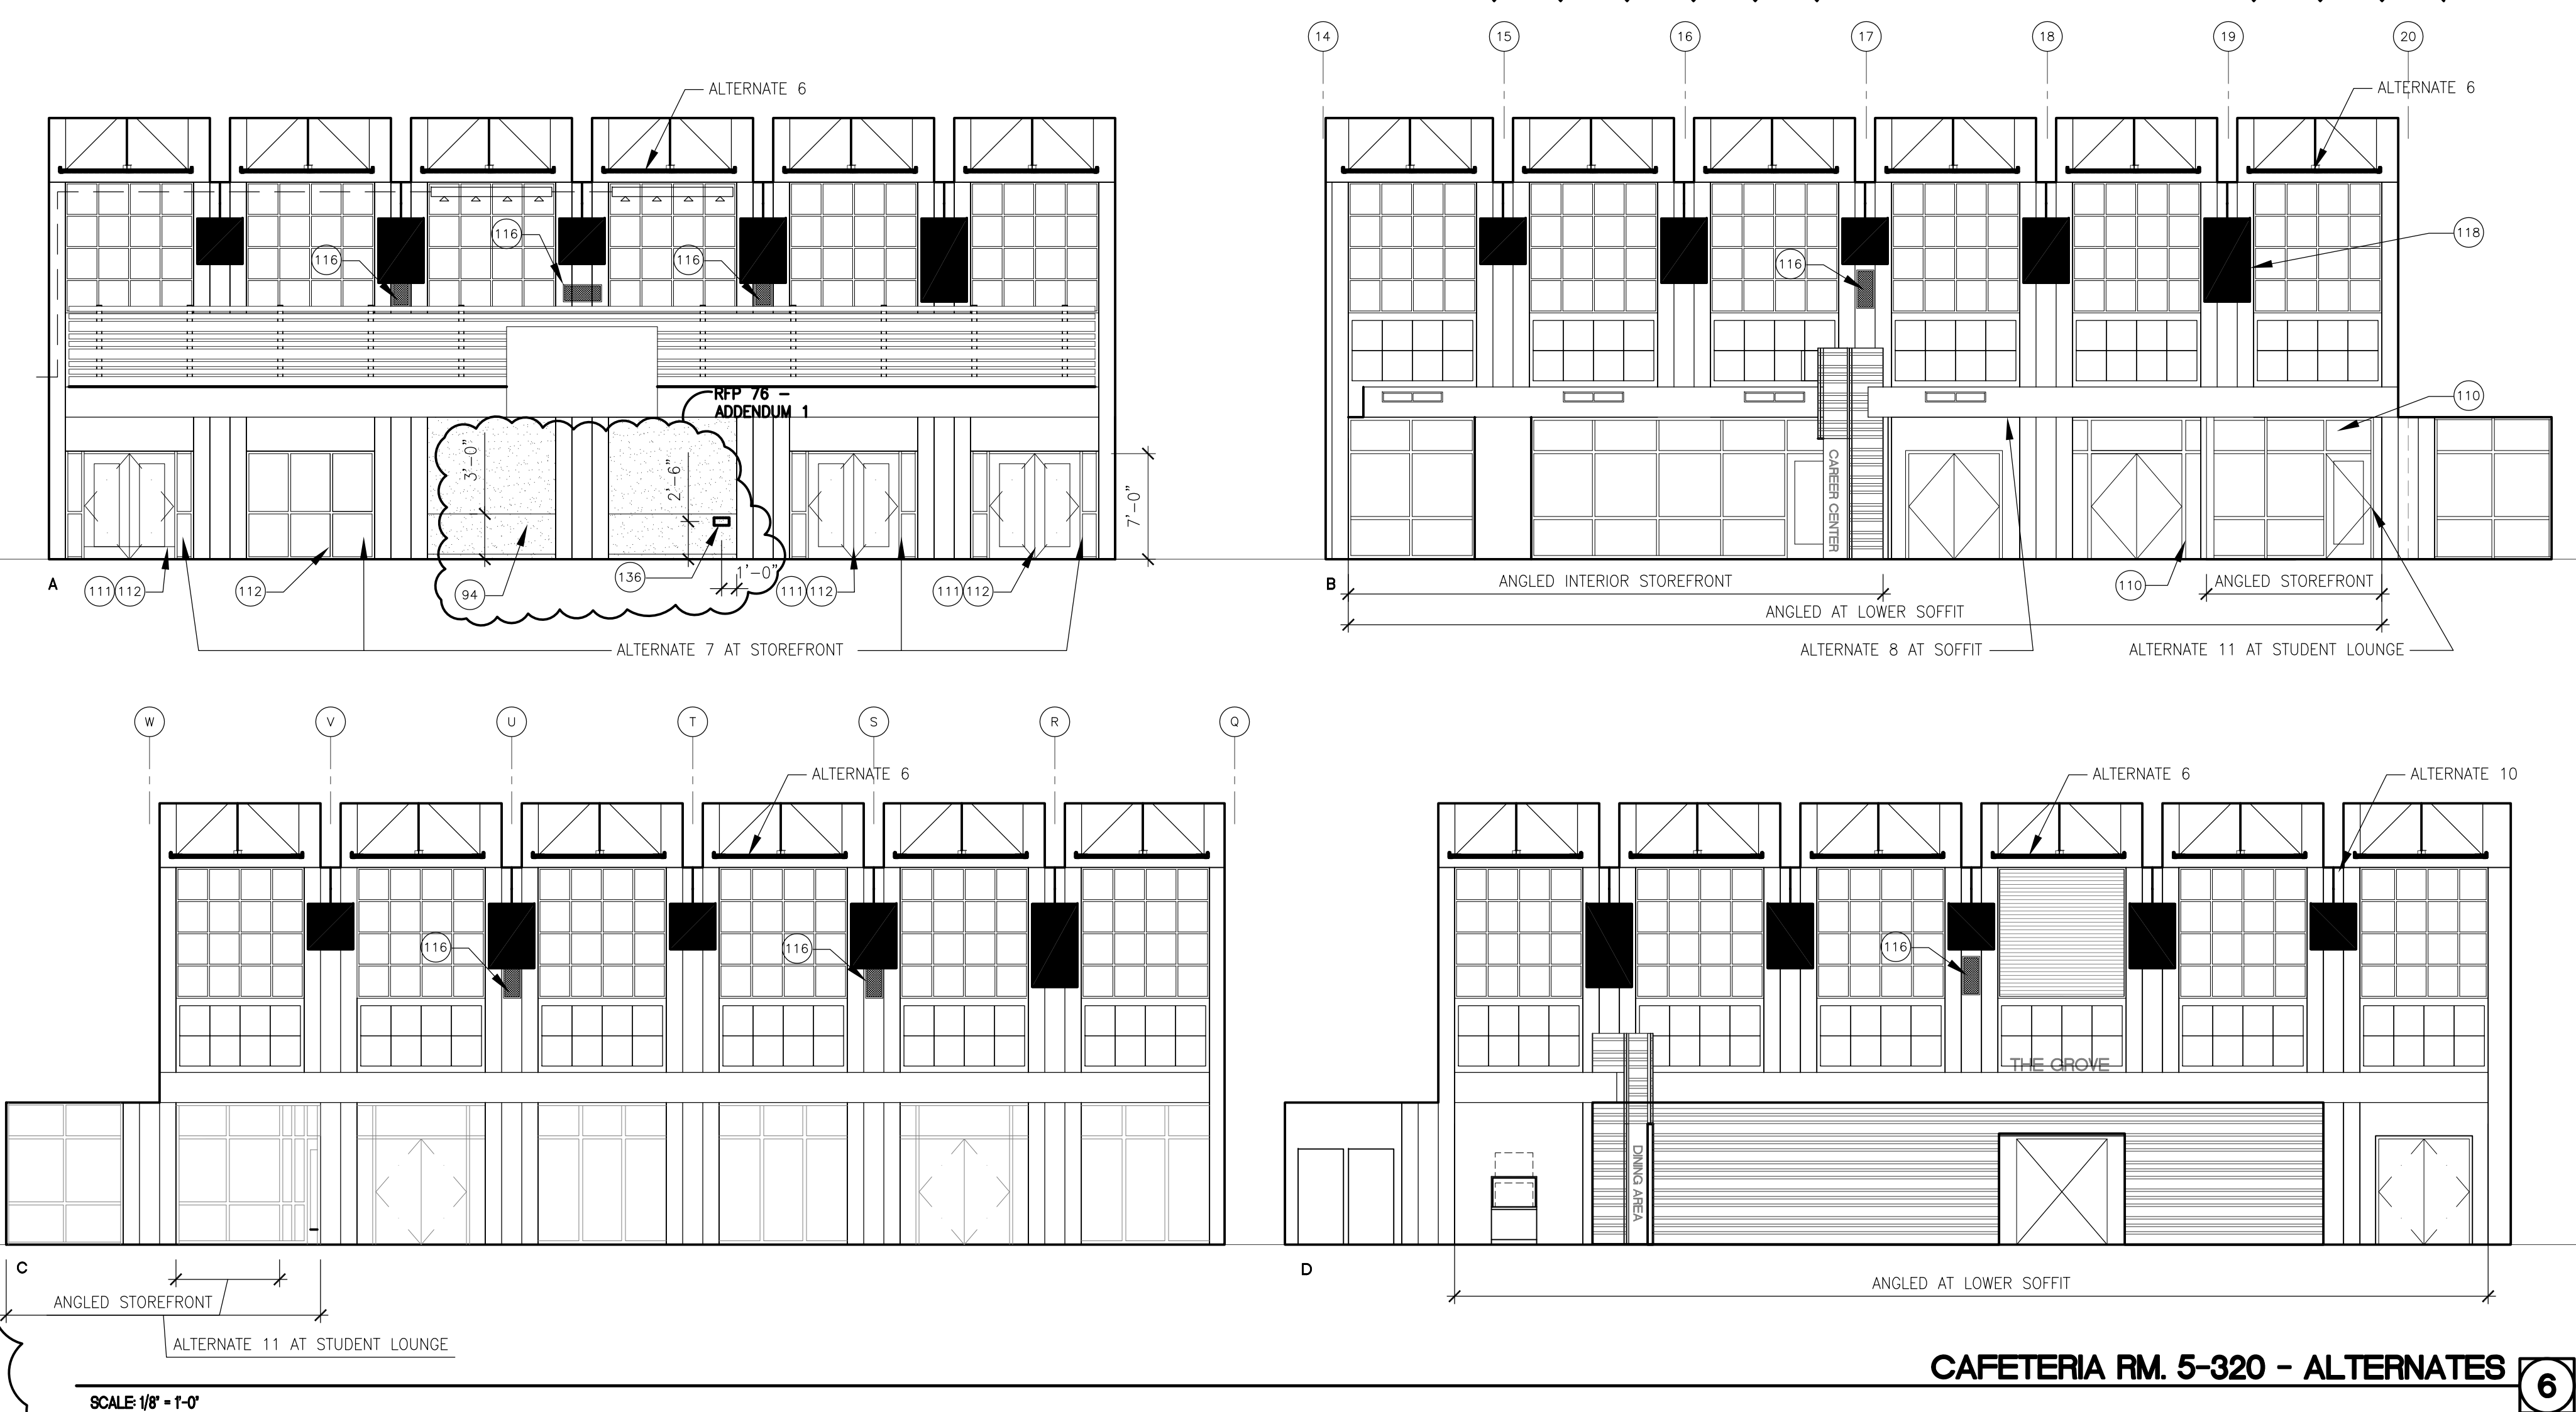 14 15 16 17 18 19 20
ALTERNATE 6
ALTERNATE 6
116
116
116
116
118
RFP 76 –
ADDENDUM 1
110
3'–0"
2'–6"
7'–0"
CAREER CENTER
A
111 112
112
94
136
1'–0"
111 112
111 112
B
ANGLED INTERIOR STOREFRONT
110
ANGLED STOREFRONT
ANGLED AT LOWER SOFFIT
ALTERNATE 7 AT STOREFRONT
ALTERNATE 8 AT SOFFIT
ALTERNATE 11 AT STUDENT LOUNGE
W V U T S R Q
ALTERNATE 6
ALTERNATE 6
ALTERNATE 10
116
116
116
THE GROVE
DINING AREA
C
D
ANGLED STOREFRONT
ANGLED AT LOWER SOFFIT
ALTERNATE 11 AT STUDENT LOUNGE
CAFETERIA RM. 5-320 - ALTERNATES
6
SCALE: 1/8" = 1'-0"